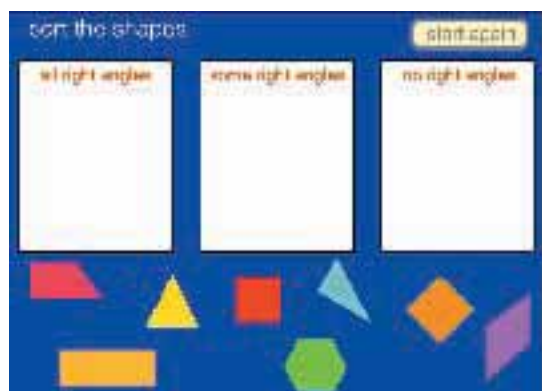 sort the shapes
start again
all right angles
some right angles
no right angles